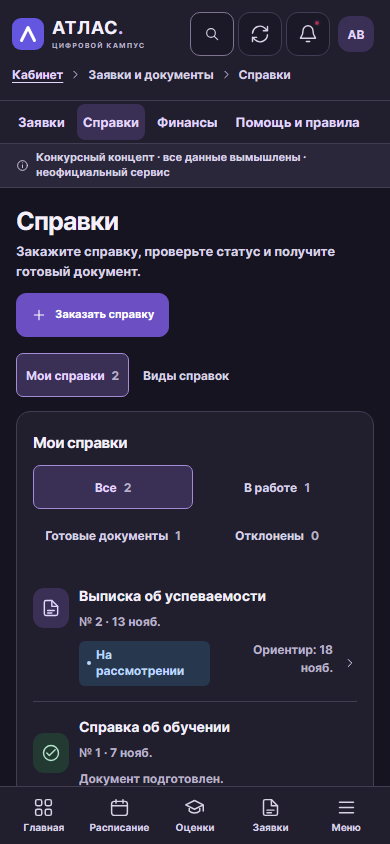 АТЛАС.
ЦИФРОВОЙ КАМПУС
АВ
Кабинет > Заявки и документы > Справки
Заявки Справки Финансы Помощь и правила
Конкурсный концепт · все данные вымышлены ·
неофициальный сервис
Справки
Закажите справку, проверьте статус и получите
готовый документ.
+ Заказать справку
Мои справки 2 Виды справок
Мои справки
Все 2 В работе 1
Готовые документы 1 Отклонены 0
Выписка об успеваемости
№ 2 · 13 нояб.
• На
рассмотрении
Ориентир: 18
нояб.
Справка об обучении
№ 1 · 7 нояб.
Документ подготовлен.
Главная Расписание Оценки Заявки Меню